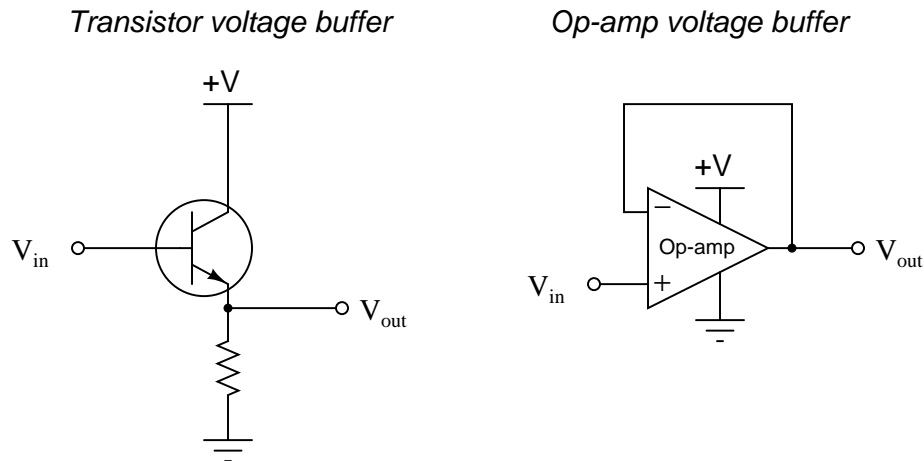 Transistor voltage buffer
Op-amp voltage buffer
+V
V_in
V_out
+V
−
Op-amp
+
V_in
V_out